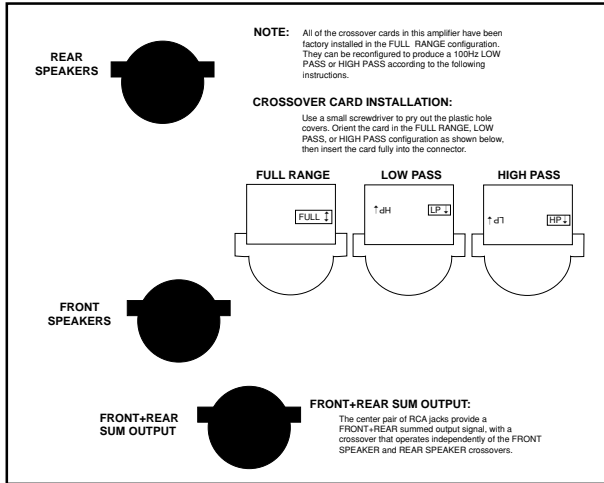 REAR
SPEAKERS
NOTE: All of the crossover cards in this amplifier have been
factory installed in the FULL RANGE configuration.
They can be reconfigured to produce a 100Hz LOW
PASS or HIGH PASS according to the following
instructions.
CROSSOVER CARD INSTALLATION:
Use a small screwdriver to pry out the plastic hole
covers. Orient the card in the FULL RANGE, LOW
PASS, or HIGH PASS configuration as shown below,
then insert the card fully into the connector.
FULL RANGE LOW PASS HIGH PASS
FULL ↕
HP↓ LP↓
LP↓ HP↓
FRONT
SPEAKERS
FRONT+REAR
SUM OUTPUT
FRONT+REAR SUM OUTPUT:
The center pair of RCA jacks provide a
FRONT+REAR summed output signal, with a
crossover that operates independently of the FRONT
SPEAKER and REAR SPEAKER crossovers.